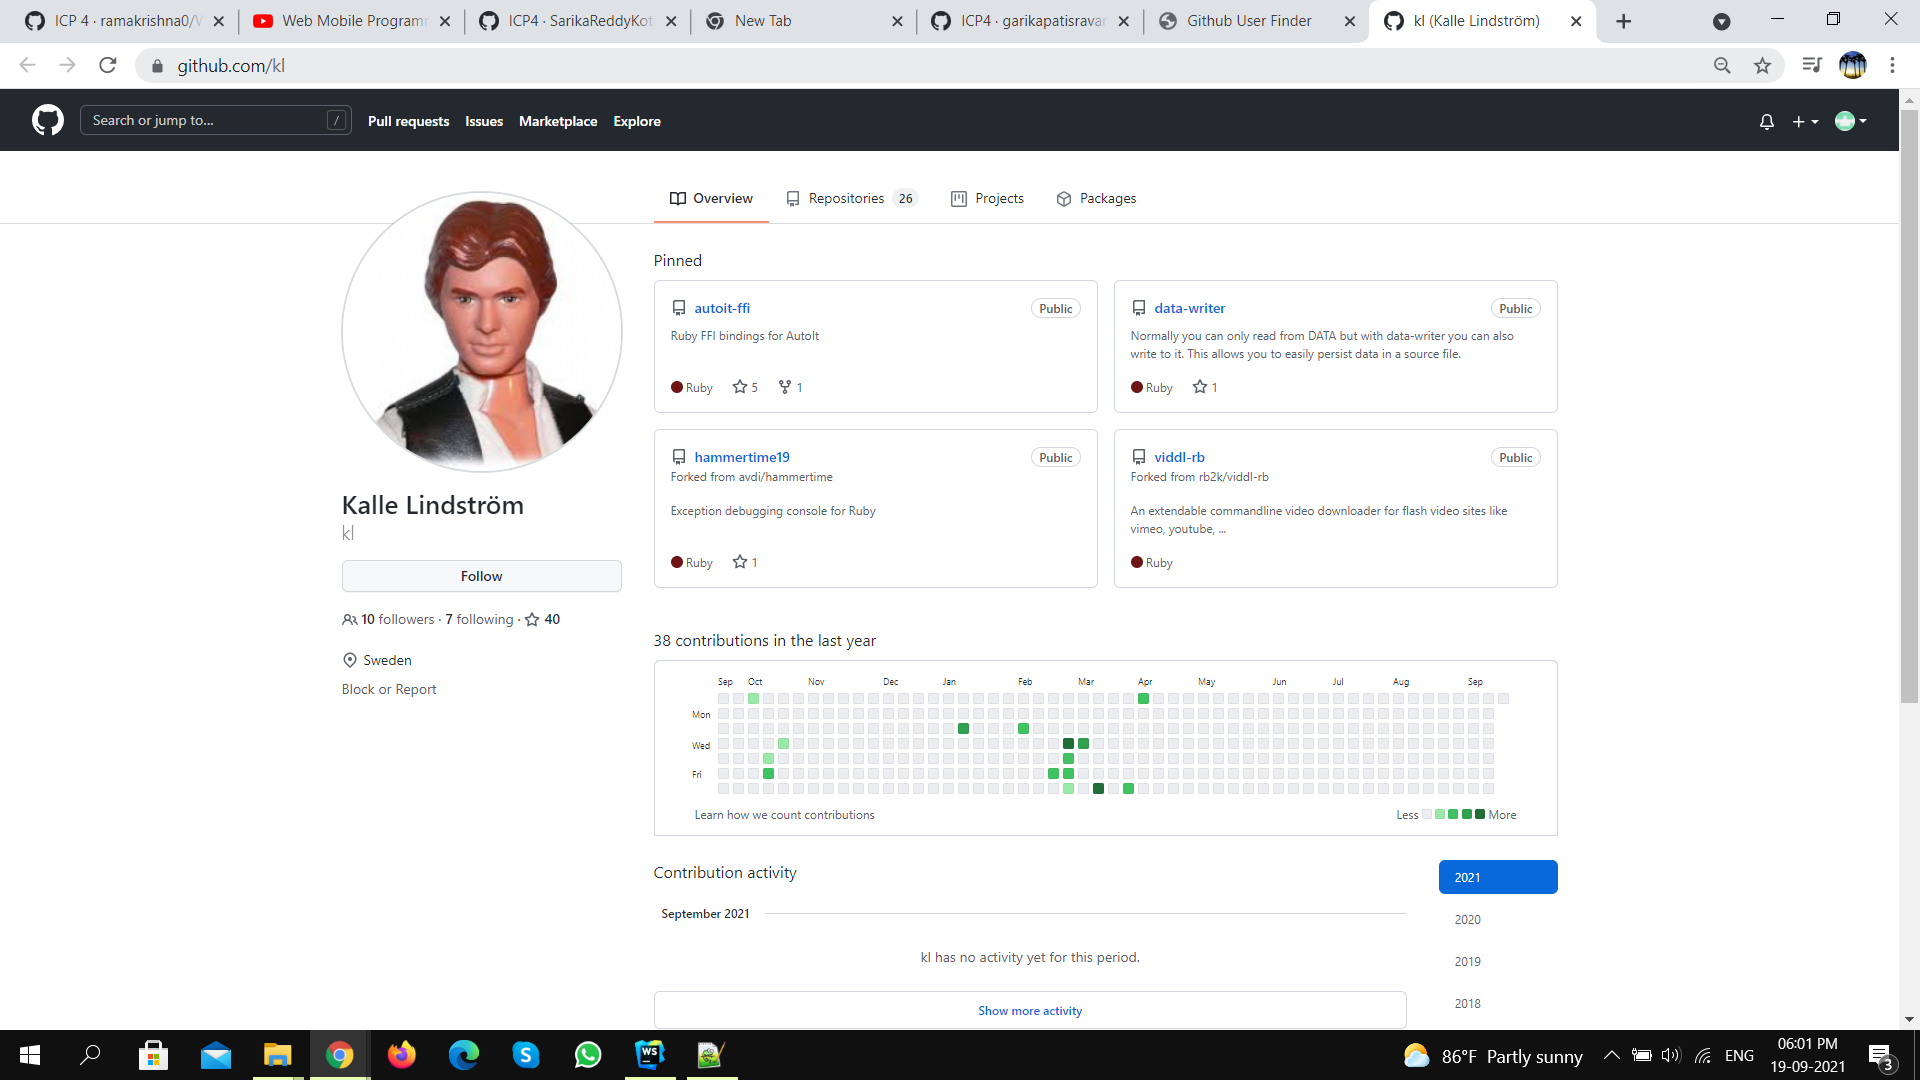 ICP 4 · ramakrishna0/
Web Mobile Programm
ICP4 · SarikaReddyKot
New Tab
ICP4 · garikapatisravar
Github User Finder
kl (Kalle Lindström)
github.com/kl
Search or jump to...
/
Pull requests
Issues
Marketplace
Explore
Overview
Repositories 26
Projects
Packages
Kalle Lindström
kl
Follow
10 followers · 7 following · 40
Sweden
Block or Report
Pinned
autoit-ffi
Public
Ruby FFI bindings for AutoIt
Ruby 5 1
data-writer
Public
Normally you can only read from DATA but with data-writer you can also
write to it. This allows you to easily persist data in a source file.
Ruby 1
hammertime19
Public
Forked from avdi/hammertime
Exception debugging console for Ruby
Ruby 1
viddl-rb
Public
Forked from rb2k/viddl-rb
An extendable commandline video downloader for flash video sites like
vimeo, youtube, ...
Ruby
38 contributions in the last year
Sep Oct Nov Dec Jan Feb Mar Apr May Jun Jul Aug Sep
Mon
Wed
Fri
Learn how we count contributions
Less More
Contribution activity
2021
2020
2019
2018
September 2021
kl has no activity yet for this period.
Show more activity
WS
86°F Partly sunny
ENG
06:01 PM
19-09-2021
3